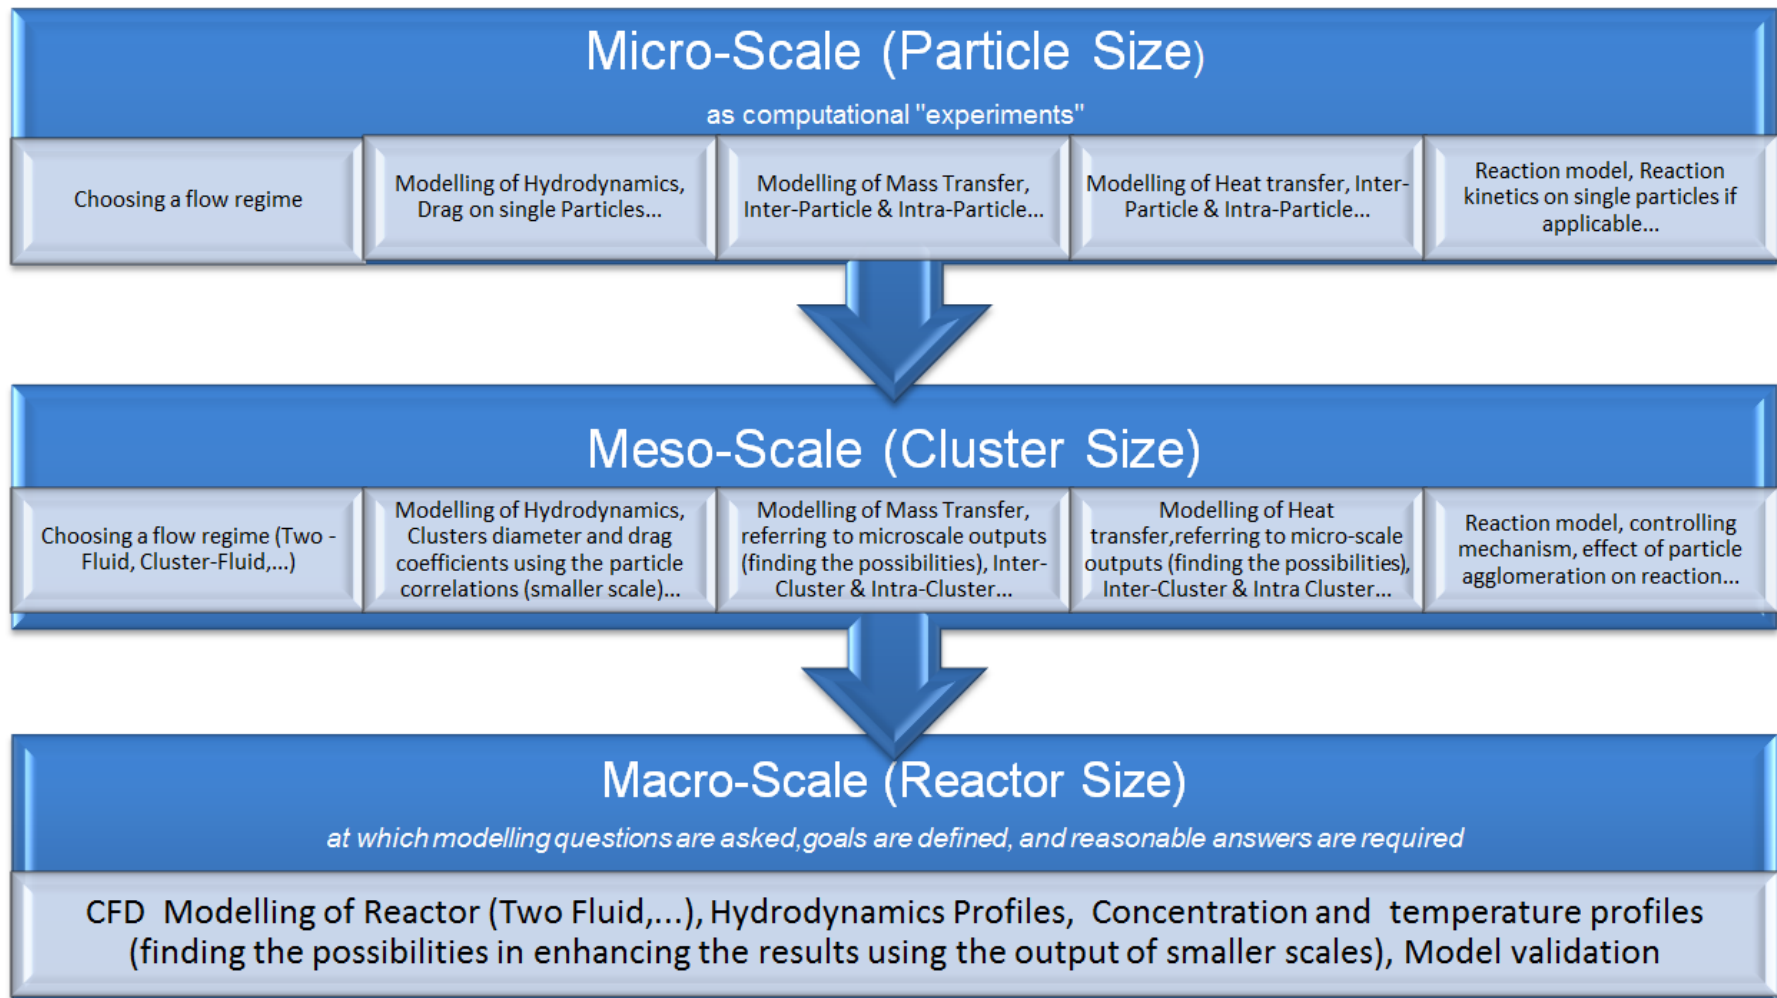 Micro-Scale (Particle Size)
as computational "experiments"
Choosing a flow regime
Modelling of Hydrodynamics,
Drag on single Particles...
Modelling of Mass Transfer,
Inter-Particle & Intra-Particle...
Modelling of Heat transfer, Inter-
Particle & Intra-Particle...
Reaction model, Reaction
kinetics on single particles if
applicable...
Meso-Scale (Cluster Size)
Choosing a flow regime (Two -
Fluid, Cluster-Fluid,...)
Modelling of Hydrodynamics,
Clusters diameter and drag
coefficients using the particle
correlations (smaller scale)...
Modelling of Mass Transfer,
referring to microscale outputs
(finding the possibilities), Inter-
Cluster & Intra-Cluster...
Modelling of Heat
transfer,referring to micro-scale
outputs (finding the possibilities),
Inter-Cluster & Intra Cluster...
Reaction model, controlling
mechanism, effect of particle
agglomeration on reaction...
Macro-Scale (Reactor Size)
at which modelling questions are asked,goals are defined, and reasonable answers are required
CFD Modelling of Reactor (Two Fluid,...), Hydrodynamics Profiles, Concentration and temperature profiles
(finding the possibilities in enhancing the results using the output of smaller scales), Model validation